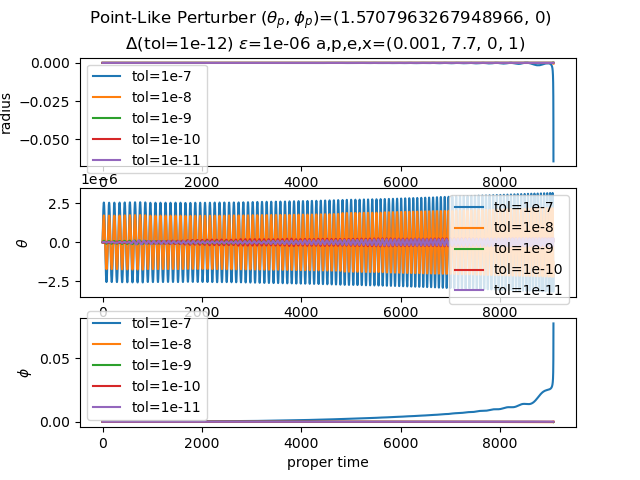 Point-Like Perturber (θp, ϕp)=(1.5707963267948966, 0)
Δ(tol=1e-12) ε=1e-06 a,p,e,x=(0.001, 7.7, 0, 1)
radius
0.000
−0.025
−0.050
tol=1e-7
tol=1e-8
tol=1e-9
tol=1e-10
tol=1e-11
0 2000 4000 6000 8000
1e−6
θ
2.5
0.0
−2.5
tol=1e-7
tol=1e-8
tol=1e-9
tol=1e-10
tol=1e-11
0 2000 4000 6000 8000
ϕ
0.05
0.00
tol=1e-7
tol=1e-8
tol=1e-9
tol=1e-10
tol=1e-11
0 2000 4000 6000 8000
proper time